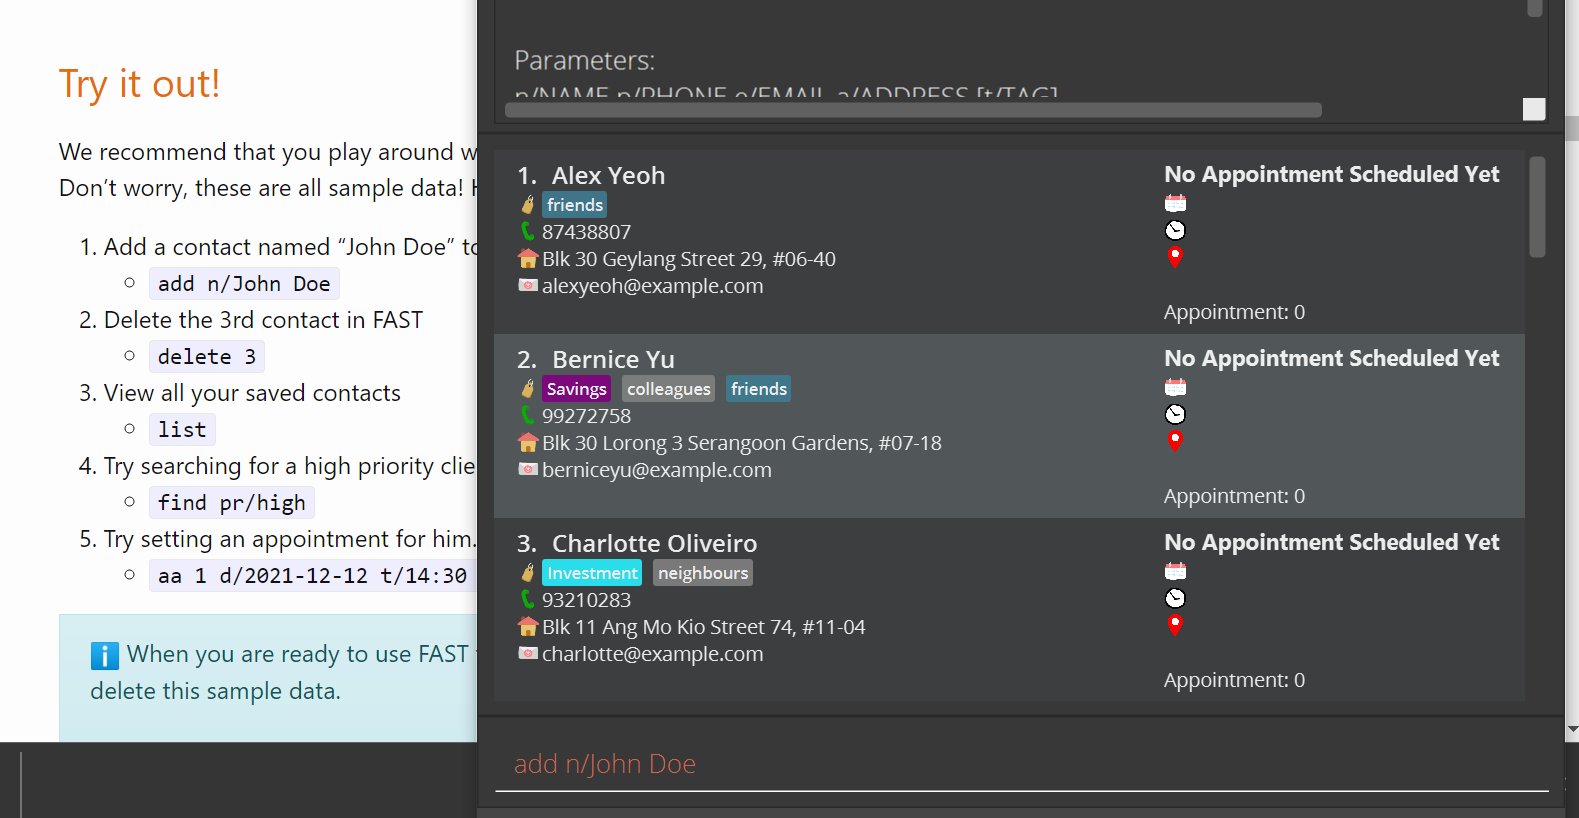 Try it out!
We recommend that you play around w
Don’t worry, these are all sample data! H
1. Add a contact named “John Doe” to
add n/John Doe
2. Delete the 3rd contact in FAST
delete 3
3. View all your saved contacts
list
4. Try searching for a high priority clie
find pr/high
5. Try setting an appointment for him.
aa 1 d/2021-12-12 t/14:30
When you are ready to use FAST
delete this sample data.
Parameters:
n/NAME p/PHONE e/EMAIL a/ADDRESS [t/TAG]
1. Alex Yeoh
friends
87438807
Blk 30 Geylang Street 29, #06-40
alexyeoh@example.com
No Appointment Scheduled Yet
Appointment: 0
2. Bernice Yu
Savings colleagues friends
99272758
Blk 30 Lorong 3 Serangoon Gardens, #07-18
berniceyu@example.com
No Appointment Scheduled Yet
Appointment: 0
3. Charlotte Oliveiro
Investment neighbours
93210283
Blk 11 Ang Mo Kio Street 74, #11-04
charlotte@example.com
No Appointment Scheduled Yet
Appointment: 0
add n/John Doe